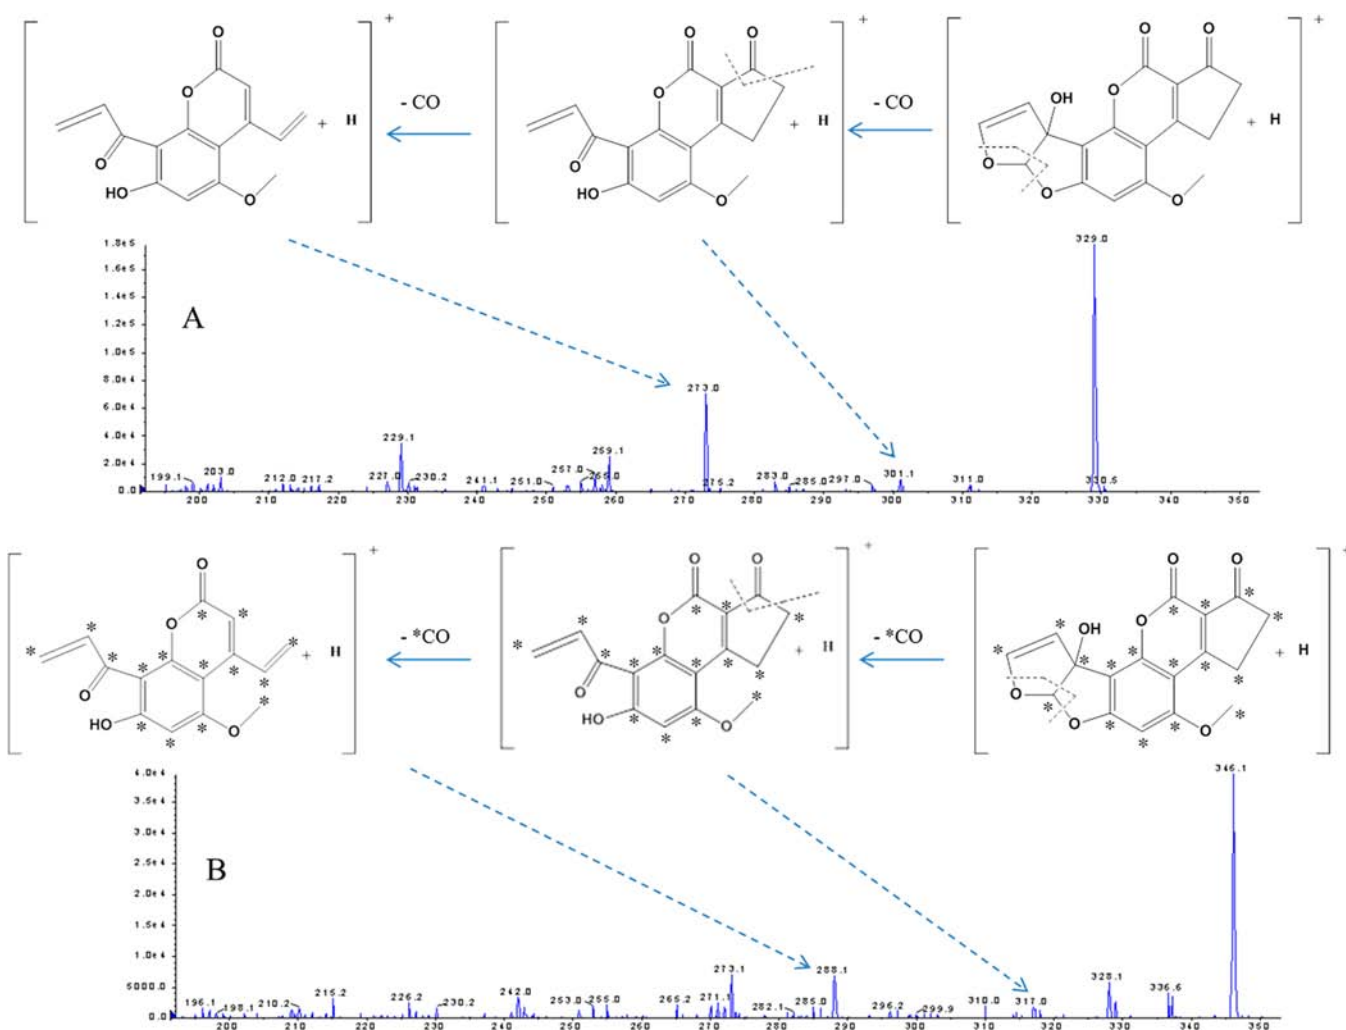 + + +
O O O O O
O OH O O
- CO - CO
+ H + H + H
O O O
HO O HO O O O
329.0
1.8e5
1.6e5
A
1.4e5
1.2e5
1.0e5
8.0e4
273.0
6.0e4
4.0e4
229.1 259.1
2.0e4
199.1 203.0 212.0 217.2 227.0 230.2 241.1 251.0 257.0 255.0 275.2 283.0 285.0 297.0 301.1 311.0 330.5
0.0
200 210 220 230 240 250 260 270 280 290 300 310 320 330 340 350
+ + +
O O O O O
- *CO - *CO
O O OH O
* * * * * * * * * * * * * *
+ H + H + H
O O O
HO O HO O O O
* * * * * * * * * * *
346.1
4.0e4
3.5e4
3.0e4
B
2.5e4
2.0e4
1.5e4
1.0e4
273.1 288.1
5000.0
196.1 198.1 210.2 215.2 226.2 230.2 242.0 253.0 255.0 265.2 271.1 282.1 285.0 296.2 299.9 310.0 317.0 328.1 336.6
0.0
200 210 220 230 240 250 260 270 280 290 300 310 320 330 340 350